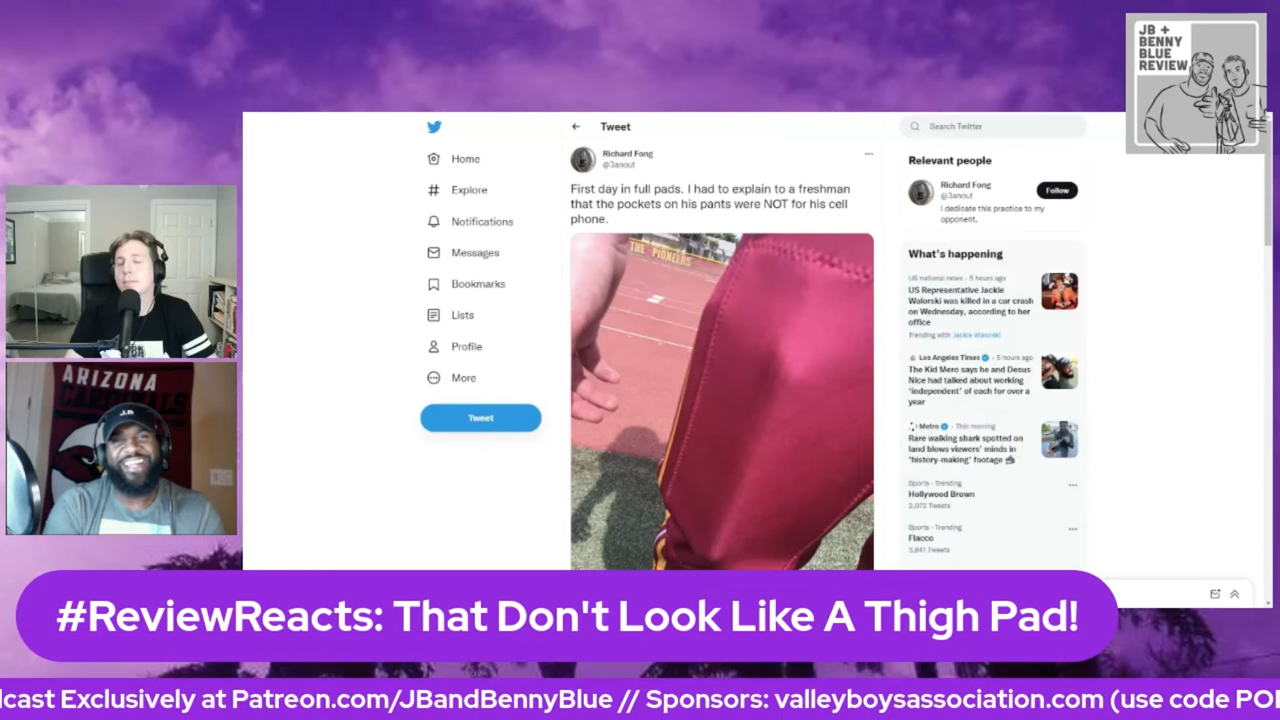 JB +
BENNY
BLUE
REVIEW
Tweet
Search Twitter
Home
Explore
Notifications
Messages
Bookmarks
Lists
Profile
More
Tweet
Richard Fong
@3anout
First day in full pads. I had to explain to a freshman
that the pockets on his pants were NOT for his cell
phone.
THE PIONEERS
Relevant people
Richard Fong
@3anout
Follow
I dedicate this practice to my
opponent.
What's happening
US national news · 5 hours ago
US Representative Jackie
Walorski was killed in a car crash
on Wednesday, according to her
office
Trending with Jackie Walorski
Los Angeles Times · 5 hours ago
The Kid Mero says he and Desus
Nice had talked about working
'independent' of each for over a
year
Metro · This morning
Rare walking shark spotted on
land blows viewers' minds in
'history-making' footage
Sports · Trending
Hollywood Brown
2,072 Tweets
Sports · Trending
Flacco
3,841 Tweets
ARIZONA
CARDINALS
J.B
#ReviewReacts: That Don't Look Like A Thigh Pad!
dcast Exclusively at Patreon.com/JBandBennyBlue // Sponsors: valleyboysassociation.com (use code POD